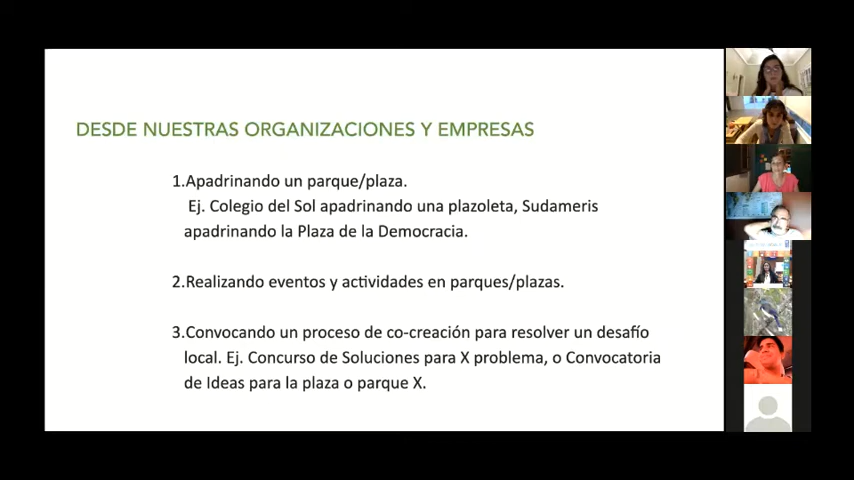 DESDE NUESTRAS ORGANIZACIONES Y EMPRESAS
1.Apadrinando un parque/plaza.
Ej. Colegio del Sol apadrinando una plazoleta, Sudameris
apadrinando la Plaza de la Democracia.
2.Realizando eventos y actividades en parques/plazas.
3.Convocando un proceso de co-creación para resolver un desafío
local. Ej. Concurso de Soluciones para X problema, o Convocatoria
de Ideas para la plaza o parque X.